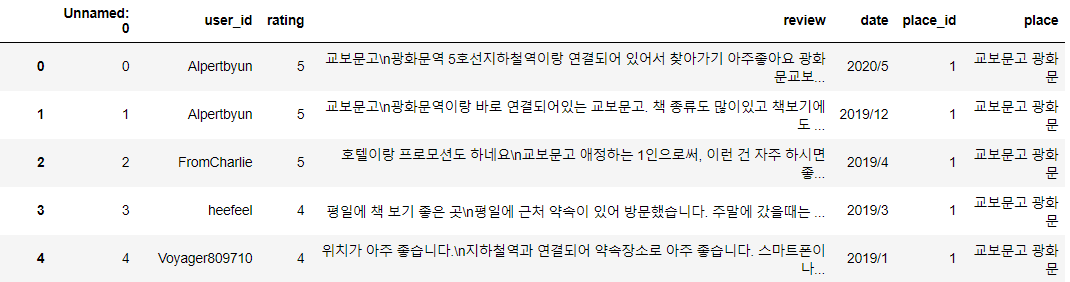 Unnamed: 0 user_id rating review date place_id place
0 0 Alpertbyun 5 교보문고\n광화문역 5호선지하철역이랑 연결되어 있어서 찾아가기 아주좋아요 광화문교보... 2020/5 1 교보문고 광화문
1 1 Alpertbyun 5 교보문고\n광화문역이랑 바로 연결되어있는 교보문고. 책 종류도 많이있고 책보기에도 ... 2019/12 1 교보문고 광화문
2 2 FromCharlie 5 호텔이랑 프로모션도 하네요\n교보문고 애정하는 1인으로써, 이런 건 자주 하시면 좋... 2019/4 1 교보문고 광화문
3 3 heefeel 4 평일에 책 보기 좋은 곳\n평일에 근처 약속이 있어 방문했습니다. 주말에 갔을때는 ... 2019/3 1 교보문고 광화문
4 4 Voyager809710 4 위치가 아주 좋습니다.\n지하철역과 연결되어 약속장소로 아주 좋습니다. 스마트폰이나... 2019/1 1 교보문고 광화문